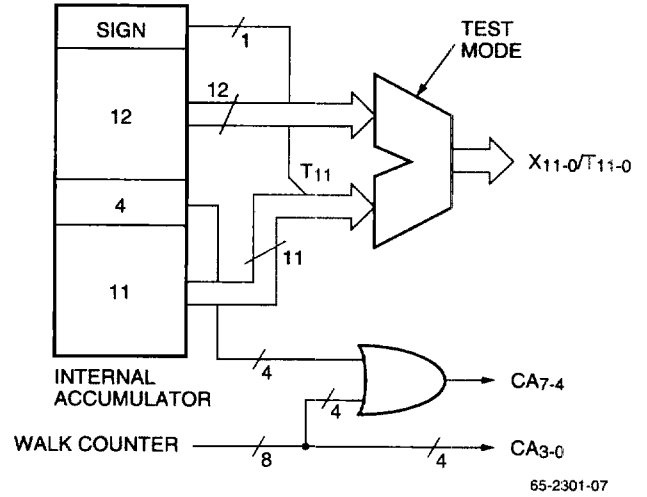 SIGN
1
TEST
MODE
12
12
X11-0/T11-0
T11
4
11
11
INTERNAL
ACCUMULATOR
4
CA7-4
4
WALK COUNTER
8
4
CA3-0
65-2301-07